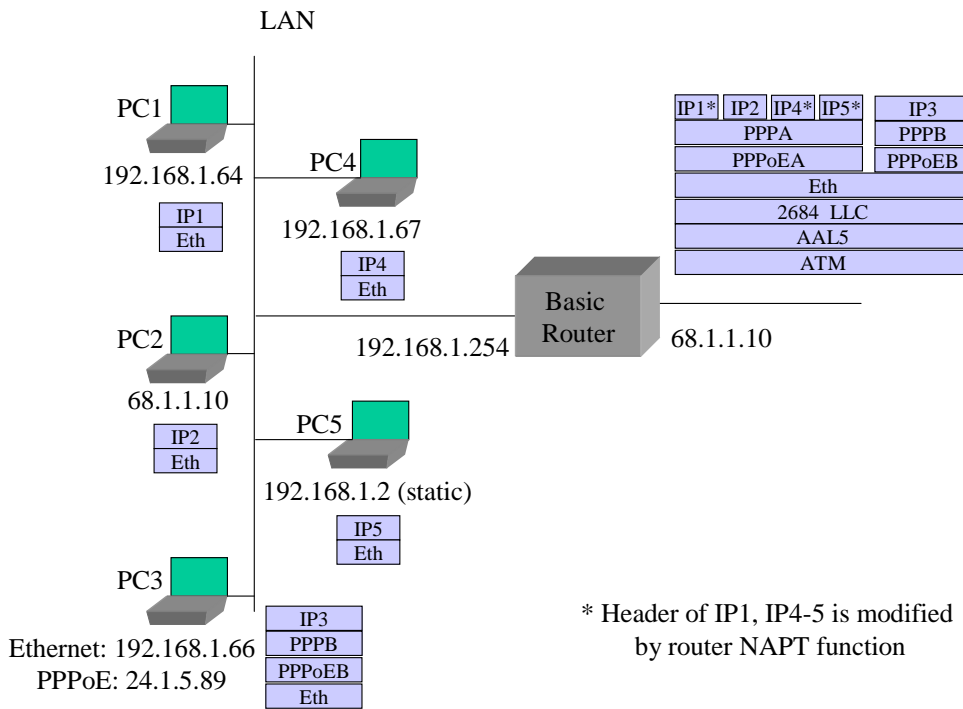 LAN
PC1
192.168.1.64
IP1
Eth
PC4
192.168.1.67
IP4
Eth
IP1* IP2 IP4* IP5* IP3
PPPA PPPB
PPPoEA PPPoEB
Eth
2684 LLC
AAL5
ATM
Basic
Router
192.168.1.254
68.1.1.10
PC2
68.1.1.10
IP2
Eth
PC5
192.168.1.2 (static)
IP5
Eth
PC3
Ethernet: 192.168.1.66
PPPoE: 24.1.5.89
IP3
PPPB
PPPoEB
Eth
* Header of IP1, IP4-5 is modified
by router NAPT function